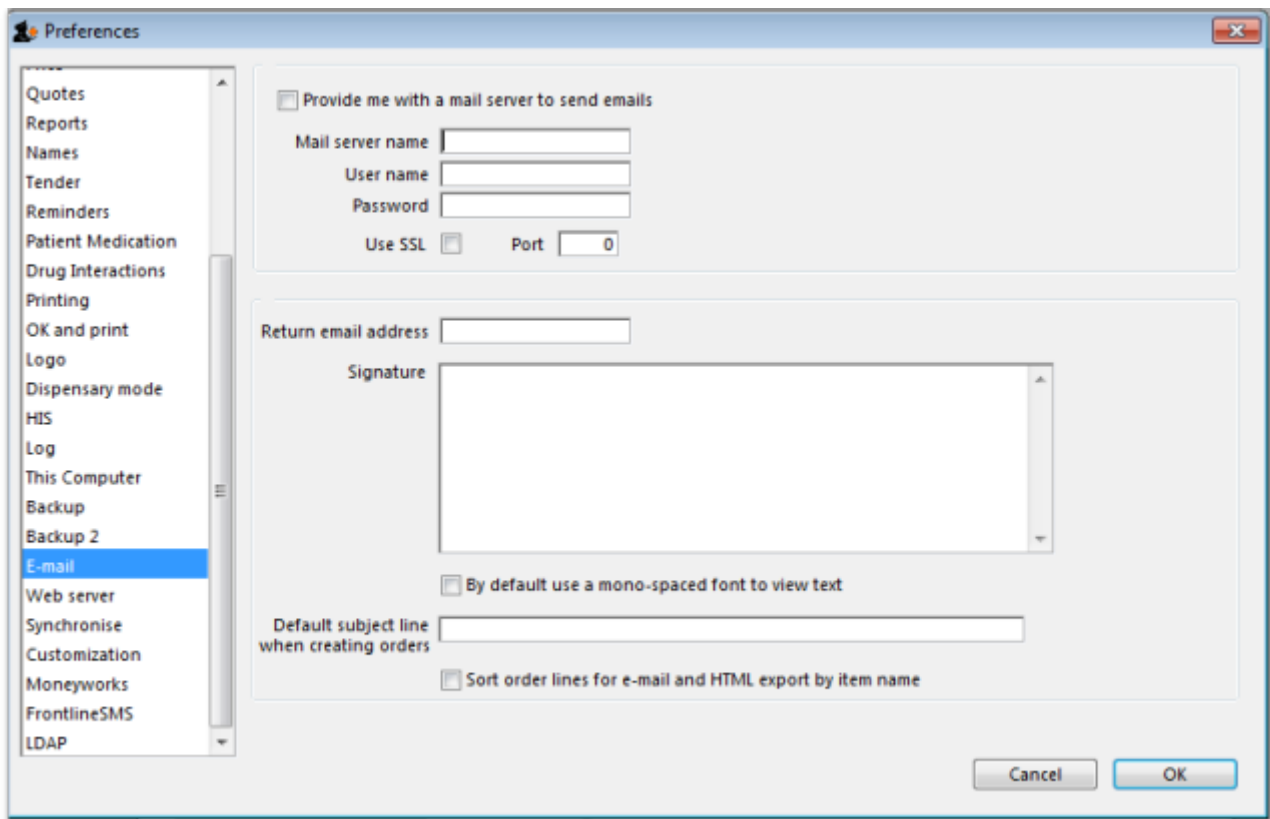 Preferences
Quotes
Reports
Names
Tender
Reminders
Patient Medication
Drug Interactions
Printing
OK and print
Logo
Dispensary mode
HIS
Log
This Computer
Backup
Backup 2
E-mail
Web server
Synchronise
Customization
Moneyworks
FrontlineSMS
LDAP
Provide me with a mail server to send emails
Mail server name
User name
Password
Use SSL Port 0
Return email address
Signature
By default use a mono-spaced font to view text
Default subject line
when creating orders
Sort order lines for e-mail and HTML export by item name
Cancel OK